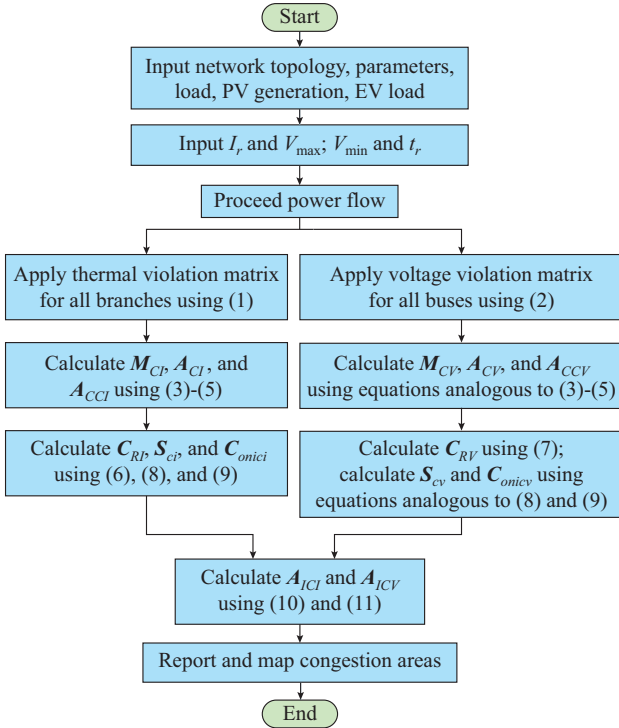 Start
Input network topology, parameters,
load, PV generation, EV load
Input I_r and V_max; V_min and t_r
Proceed power flow
Apply thermal violation matrix
for all branches using (1)
Calculate M_CI, A_CI, and
A_CCI using (3)-(5)
Calculate C_RI, S_ci, and C_onici
using (6), (8), and (9)
Apply voltage violation matrix
for all buses using (2)
Calculate M_CV, A_CV, and A_CCV
using equations analogous to (3)-(5)
Calculate C_RV using (7);
calculate S_cv and C_onicv using
equations analogous to (8) and (9)
Calculate A_ICI and A_ICV
using (10) and (11)
Report and map congestion areas
End